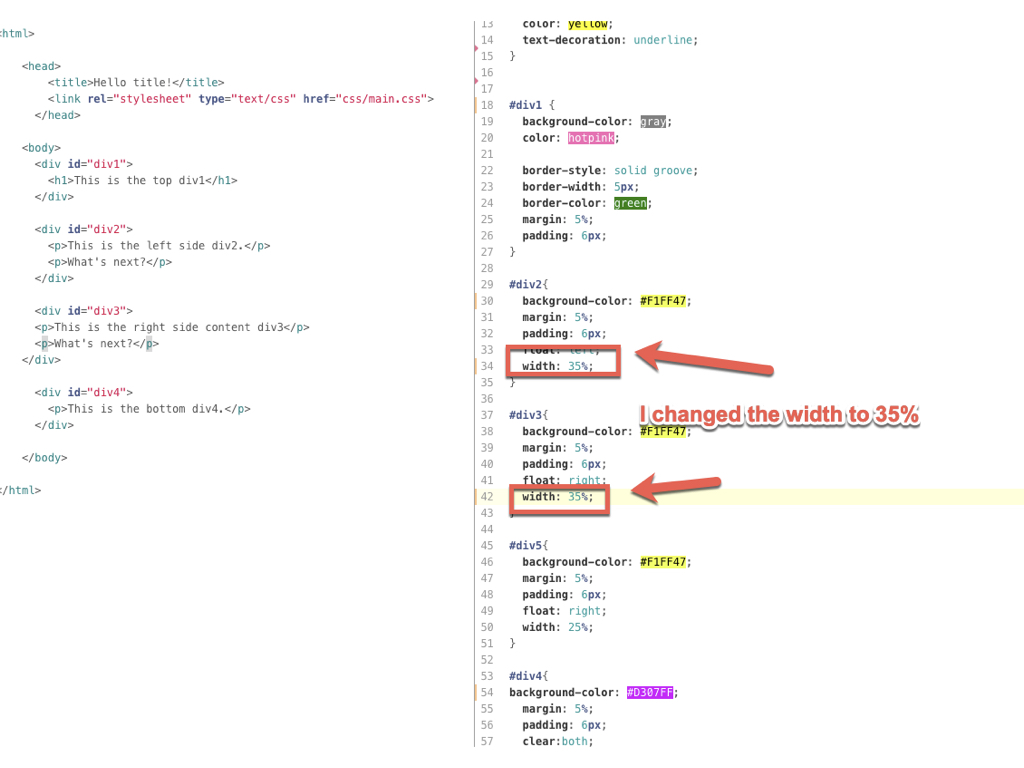 <html>
<head>
<title>Hello title!</title>
<link rel="stylesheet" type="text/css" href="css/main.css">
</head>
<body>
<div id="div1">
<h1>This is the top div1</h1>
</div>
<div id="div2">
<p>This is the left side div2.</p>
<p>What's next?</p>
</div>
<div id="div3">
<p>This is the right side content div3</p>
<p>What's next?</p>
</div>
<div id="div4">
<p>This is the bottom div4.</p>
</div>
</body>
</html>
13 color: yellow;
14 text-decoration: underline;
15 }
16
17
18 #div1 {
19 background-color: gray;
20 color: hotpink;
21
22 border-style: solid groove;
23 border-width: 5px;
24 border-color: green;
25 margin: 5%;
26 padding: 6px;
27 }
28
29 #div2{
30 background-color: #F1FF47;
31 margin: 5%;
32 padding: 6px;
33 float: left;
34 width: 35%;
35 }
36
I changed the width to 35%
37 #div3{
38 background-color: #F1FF47;
39 margin: 5%;
40 padding: 6px;
41 float: right;
42 width: 35%;
43 }
44
45 #div5{
46 background-color: #F1FF47;
47 margin: 5%;
48 padding: 6px;
49 float: right;
50 width: 25%;
51 }
52
53 #div4{
54 background-color: #D307FF;
55 margin: 5%;
56 padding: 6px;
57 clear:both;